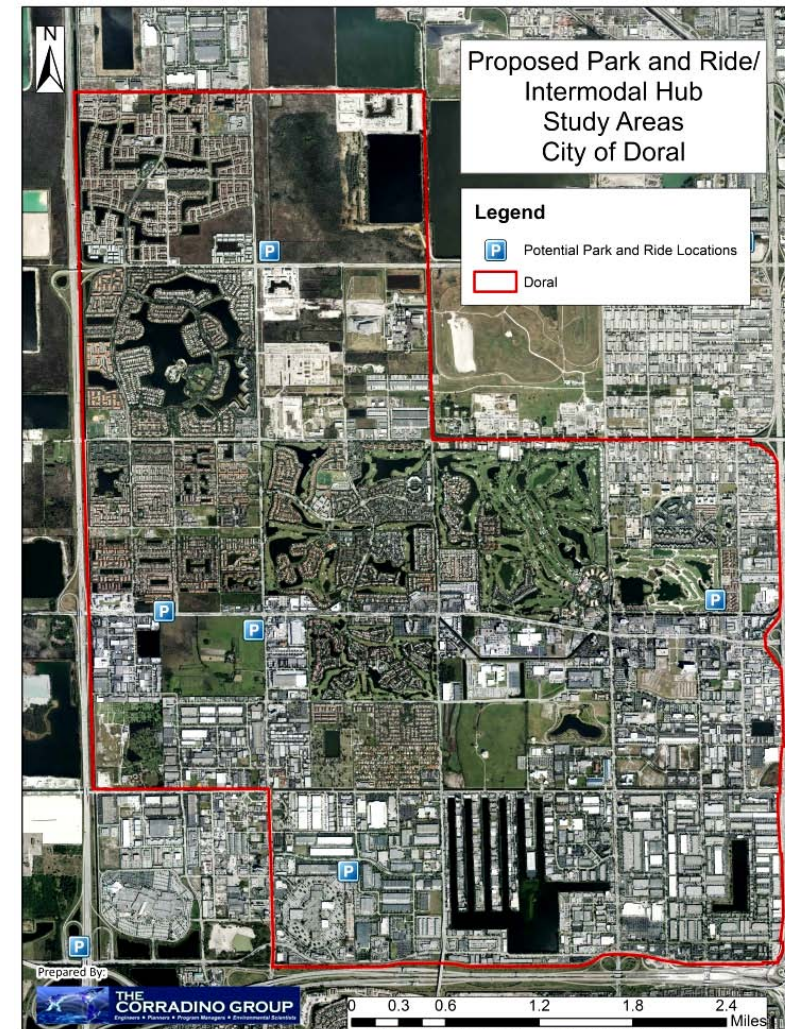 N
Proposed Park and Ride/
Intermodal Hub
Study Areas
City of Doral
Legend
P Potential Park and Ride Locations
Doral
P
P
P
P
P
P
P
Prepared By:
THE
CORRADINO GROUP
Engineers • Planners • Program Managers • Environmental Scientists
0 0.3 0.6 1.2 1.8 2.4
Miles